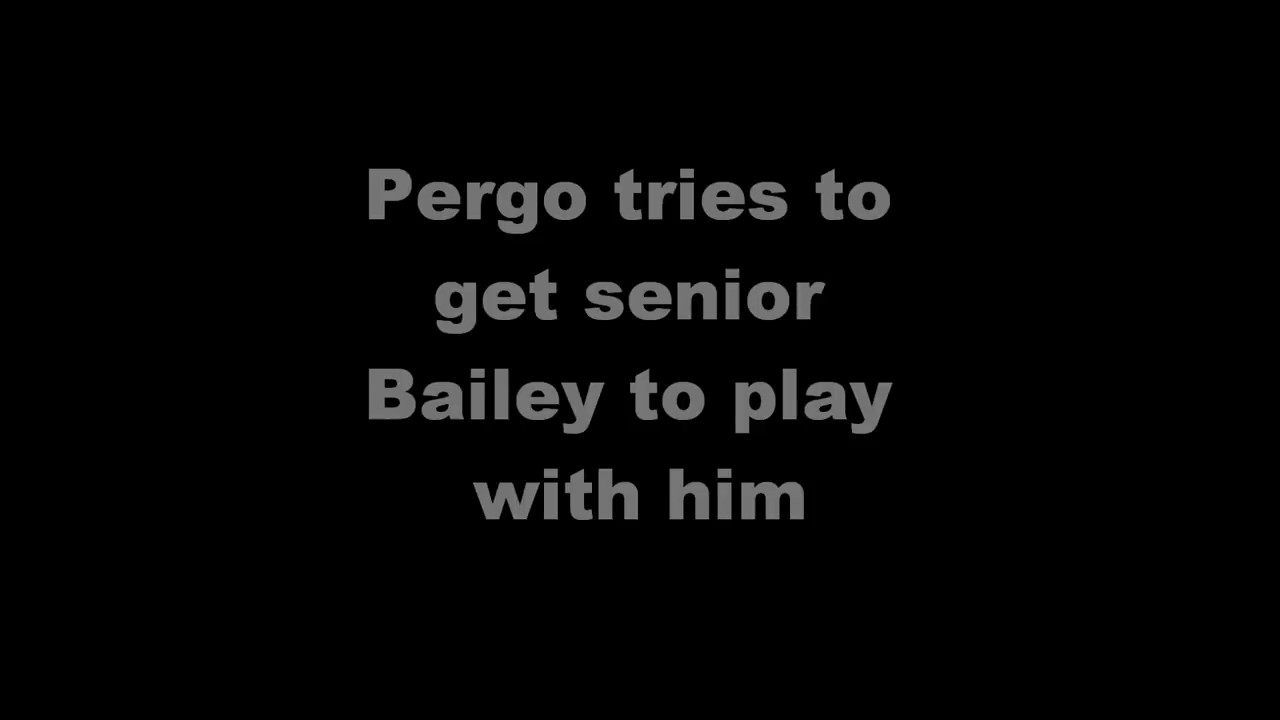 Pergo tries to
get senior
Bailey to play
with him